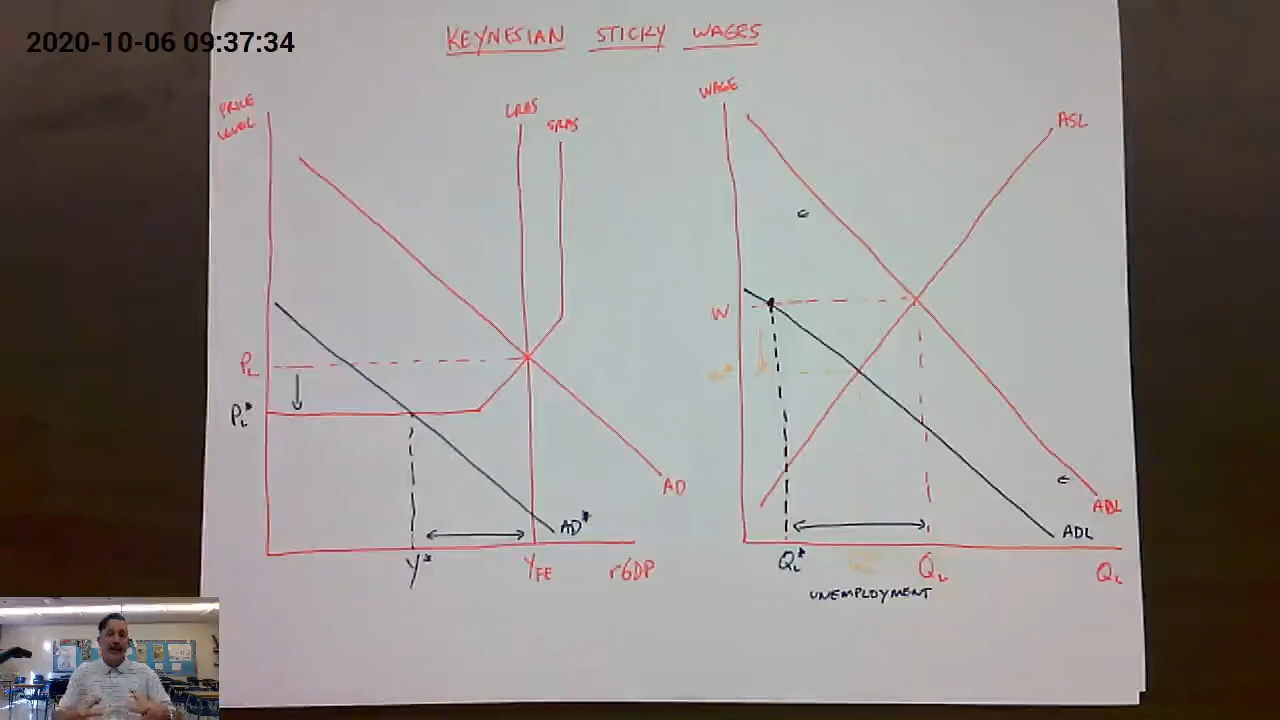 2020-10-06 09:37:34
KEYNESIAN STICKY WAGES
PRICE
LEVEL
LRAS
SRAS
PL
PL*
AD
AD*
Y*
YFE
rGDP
WAGE
ASL
W
ADL
ADL
QL*
QL
QL
UNEMPLOYMENT